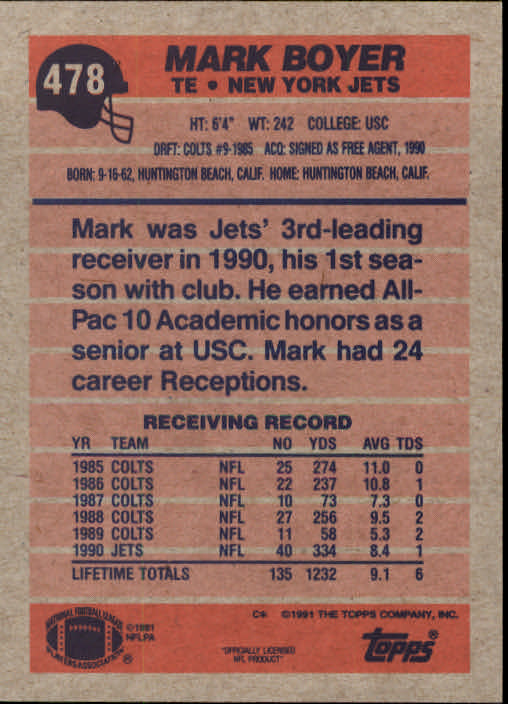 478
MARK BOYER
TE • NEW YORK JETS
HT: 6'4" WT: 242 COLLEGE: USC
DRFT: COLTS #9-1985 ACQ: SIGNED AS FREE AGENT, 1990
BORN: 9-16-62, HUNTINGTON BEACH, CALIF. HOME: HUNTINGTON BEACH, CALIF.
Mark was Jets' 3rd-leading
receiver in 1990, his 1st sea-
son with club. He earned All-
Pac 10 Academic honors as a
senior at USC. Mark had 24
career Receptions.
RECEIVING RECORD
YR TEAM NO YDS AVG TDS
1985 COLTS NFL 25 274 11.0 0
1986 COLTS NFL 22 237 10.8 1
1987 COLTS NFL 10 73 7.3 0
1988 COLTS NFL 27 256 9.5 2
1989 COLTS NFL 11 58 5.3 2
1990 JETS NFL 40 334 8.4 1
LIFETIME TOTALS 135 1232 9.1 6
C* ©1991 THE TOPPS COMPANY, INC.
NATIONAL FOOTBALL LEAGUE
PLAYERS ASSOCIATION ®
©1991
NFLPA
"OFFICIALLY LICENSED
NFL PRODUCT"
topps®